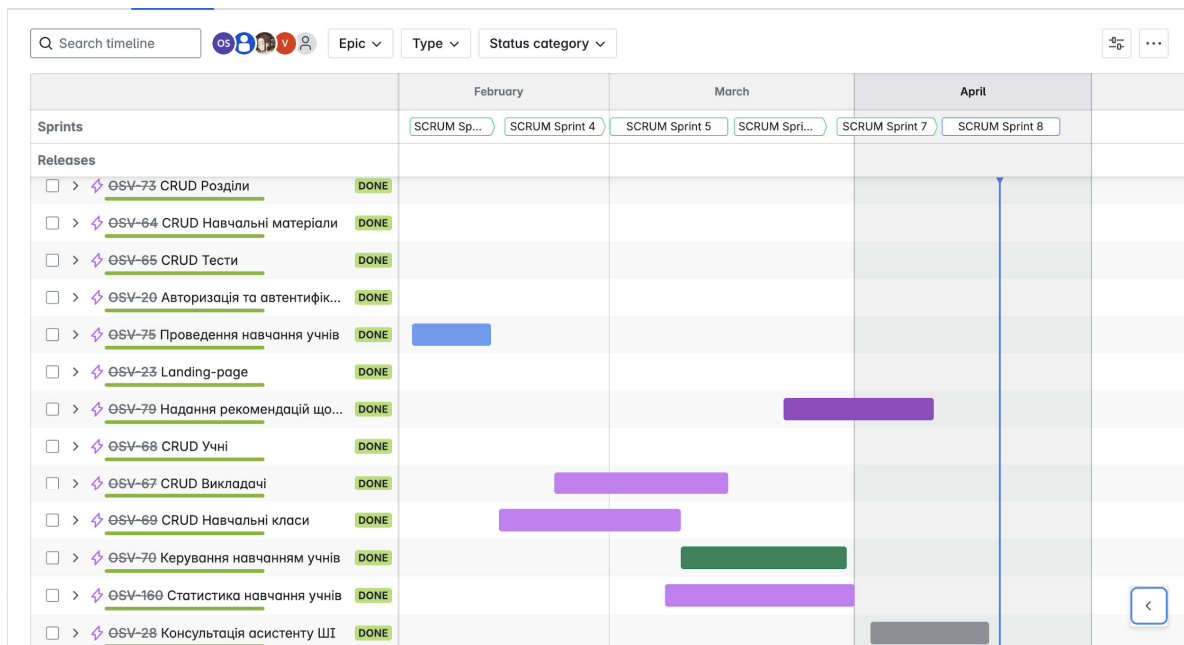 Search timeline OS V Epic Type Status category
February March April
Sprints SCRUM Sp... SCRUM Sprint 4 SCRUM Sprint 5 SCRUM Spri... SCRUM Sprint 7 SCRUM Sprint 8
Releases
OSV-73 CRUD Розділи DONE
OSV-64 CRUD Навчальні матеріали DONE
OSV-65 CRUD Тести DONE
OSV-20 Авторизація та автентифік... DONE
OSV-75 Проведення навчання учнів DONE
OSV-23 Landing-page DONE
OSV-79 Надання рекомендацій що... DONE
OSV-68 CRUD Учні DONE
OSV-67 CRUD Викладачі DONE
OSV-69 CRUD Навчальні класи DONE
OSV-70 Керування навчанням учнів DONE
OSV-160 Статистика навчання учнів DONE
OSV-28 Консультація асистенту ШІ DONE